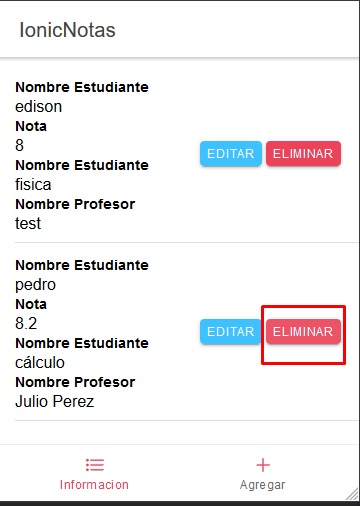 IonicNotas
Nombre Estudiante
edison
Nota
8
Nombre Estudiante
fisica
Nombre Profesor
test
EDITAR ELIMINAR
Nombre Estudiante
pedro
Nota
8.2
Nombre Estudiante
cálculo
Nombre Profesor
Julio Perez
EDITAR ELIMINAR
Informacion Agregar